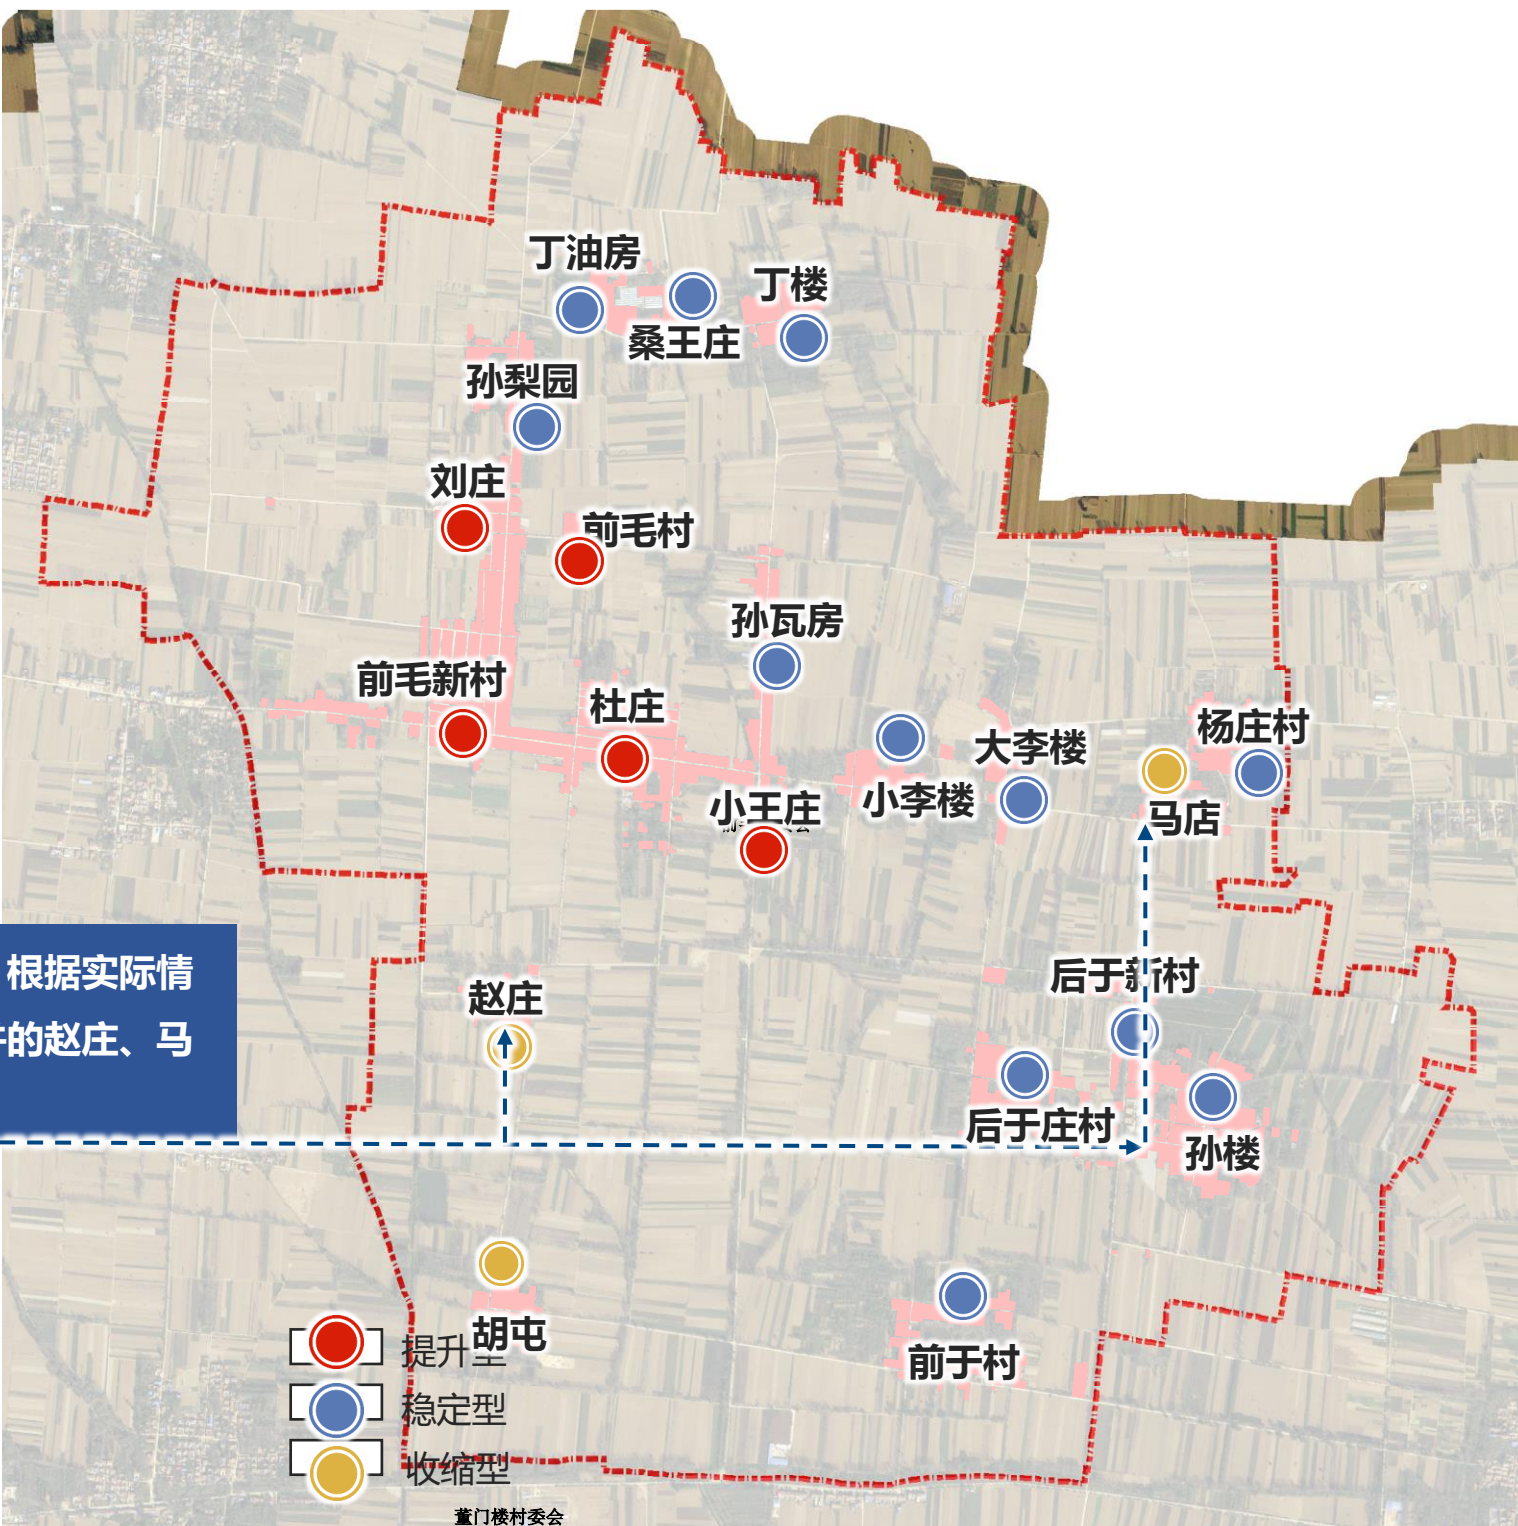 丁油房
丁楼
桑王庄
孙梨园
刘庄
前毛村
孙瓦房
前毛新村
杜庄
杨庄村
大李楼
小李楼
小王庄
马店
根据实际情
的赵庄、马
后于新村
赵庄
后于庄村
孙楼
胡屯
前于村
提升型
稳定型
收缩型
董门楼村委会